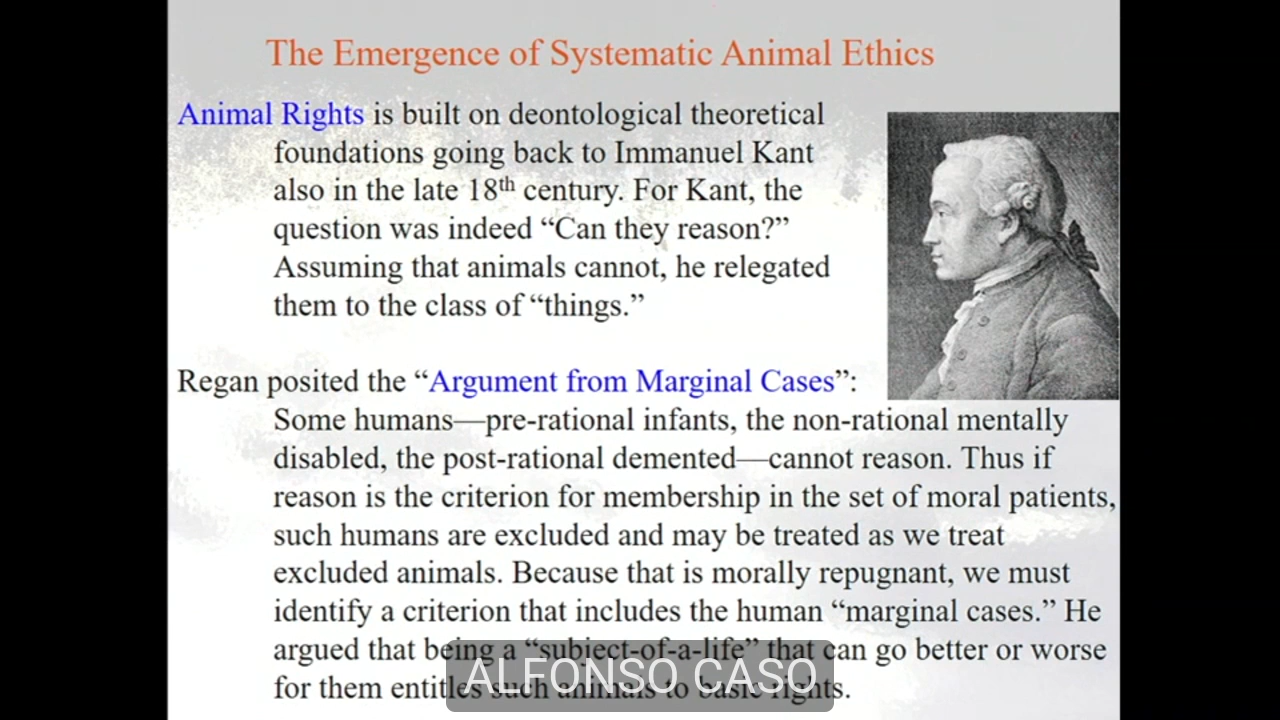 The Emergence of Systematic Animal Ethics
Animal Rights is built on deontological theoretical
foundations going back to Immanuel Kant
also in the late 18th century. For Kant, the
question was indeed “Can they reason?”
Assuming that animals cannot, he relegated
them to the class of “things.”
Regan posited the “Argument from Marginal Cases”:
Some humans—pre-rational infants, the non-rational mentally
disabled, the post-rational demented—cannot reason. Thus if
reason is the criterion for membership in the set of moral patients,
such humans are excluded and may be treated as we treat
excluded animals. Because that is morally repugnant, we must
identify a criterion that includes the human “marginal cases.” He
argued that being a “subject-of-a-life” that can go better or worse
for them entitles such animals to basic rights.
ALFONSO CASO